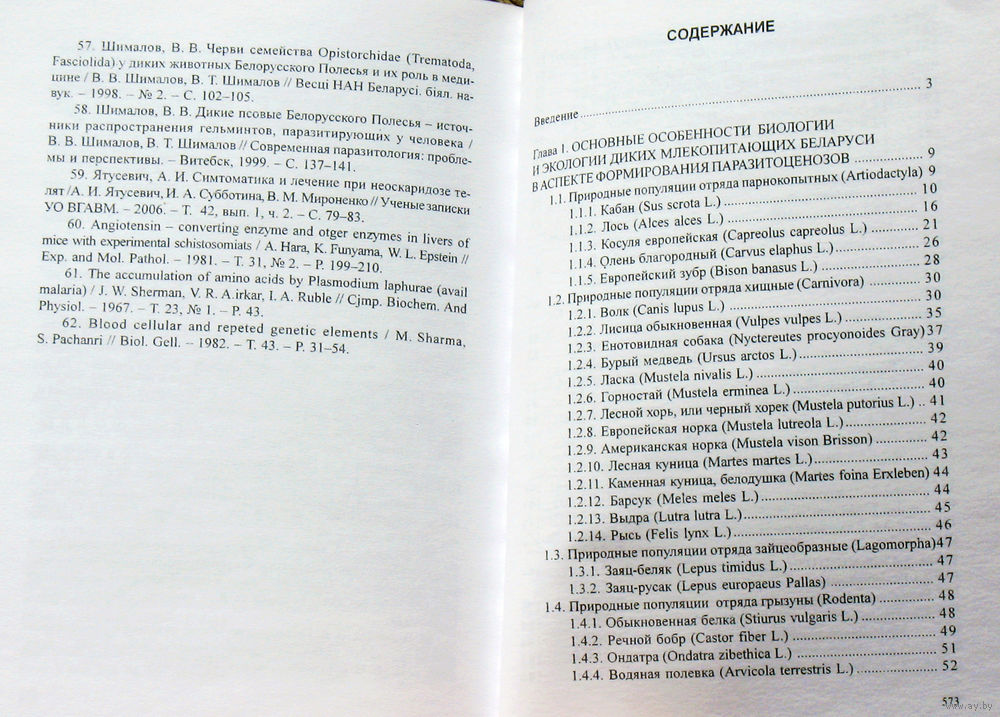 57. Шималов, В. В. Черви семейства Opistorchidae (Trematoda,
Fasciolida) у диких животных Белорусского Полесья и их роль в меди-
цине / В. В. Шималов, В. Т. Шималов // Весці НАН Беларусі. біял. на-
вук. – 1998. – № 2. – С. 102–105.
58. Шималов, В. В. Дикие псовые Белорусского Полесья – источ-
ники распространения гельминтов, паразитирующих у человека /
В. В. Шималов, В. Т. Шималов // Современная паразитология: пробле-
мы и перспективы. – Витебск, 1999. – С. 137–141.
59. Ятусевич, А. И. Симтоматика и лечение при неоскаридозе те-
лят /А. И. Ятусевич, И. А. Субботина, В. М. Мироненко // Ученые записки
УО ВГАВМ. – 2006. – Т. 42, вып. 1, ч. 2. – С. 79–83.
60. Angiotensin – converting enzyme and otger enzymes in livers of
mice with experimental schistosomiats / A. Hara, K. Funyama, W. L. Epstein //
Exp. and Mol. Pathol. – 1981. – T. 31, № 2. – P. 199–210.
61. The accumulation of amino acids by Plasmodium laphurae (avail
malaria) / J. W. Sherman, V. R. A.irkar, I. A. Ruble // Cjmp. Biochem. And
Physiol. – 1967. – T. 23, № 1. – P. 43.
62. Blood cellular and repeted genetic elements / M. Sharma,
S. Pachanri // Biol. Gell. – 1982. – T. 43. – P. 31–54.
СОДЕРЖАНИЕ
Введение ........ 3
Глава 1. ОСНОВНЫЕ ОСОБЕННОСТИ БИОЛОГИИ
И ЭКОЛОГИИ ДИКИХ МЛЕКОПИТАЮЩИХ БЕЛАРУСИ
В АСПЕКТЕ ФОРМИРОВАНИЯ ПАРАЗИТОЦЕНОЗОВ ........ 9
1.1. Природные популяции отряда парнокопытных (Artiodactyla) 9
1.1.1. Кабан (Sus scrota L.) ........ 10
1.1.2. Лось (Alces alces L.) ........ 16
1.1.3. Косуля европейская (Capreolus capreolus L.) ........ 21
1.1.4. Олень благородный (Carvus elaphus L.) ........ 26
1.1.5. Европейский зубр (Bison banasus L.) ........ 28
1.2. Природные популяции отряда хищные (Carnivora) ........ 30
1.2.1. Волк (Canis lupus L.) ........ 30
1.2.2. Лисица обыкновенная (Vulpes vulpes L.) ........ 35
1.2.3. Енотовидная собака (Nyctereutes procyonoides Gray) 37
1.2.4. Бурый медведь (Ursus arctos L.) ........ 39
1.2.5. Ласка (Mustela nivalis L.) ........ 40
1.2.6. Горностай (Mustela erminea L.) ........ 40
1.2.7. Лесной хорь, или черный хорек (Mustela putorius L.) .. 41
1.2.8. Европейская норка (Mustela lutreola L.) ........ 42
1.2.9. Американская норка (Mustela vison Brisson) ........ 42
1.2.10. Лесная куница (Martes martes L.) ........ 43
1.2.11. Каменная куница, белодушка (Martes foina Erxleben) 44
1.2.12. Барсук (Meles meles L.) ........ 44
1.2.13. Выдра (Lutra lutra L.) ........ 45
1.2.14. Рысь (Felis lynx L.) ........ 46
1.3. Природные популяции отряда зайцеобразные (Lagomorpha) 47
1.3.1. Заяц-беляк (Lepus timidus L.) ........ 47
1.3.2. Заяц-русак (Lepus europaeus Pallas) ........ 47
1.4. Природные популяции отряда грызуны (Rodenta) ........ 48
1.4.1. Обыкновенная белка (Stiurus vulgaris L.) ........ 48
1.4.2. Речной бобр (Castor fiber L.) ........ 49
1.4.3. Ондатра (Ondatra zibethica L.) ........ 51
1.4.4. Водяная полевка (Arvicola terrestris L.) ........ 52
573
www.ay.by